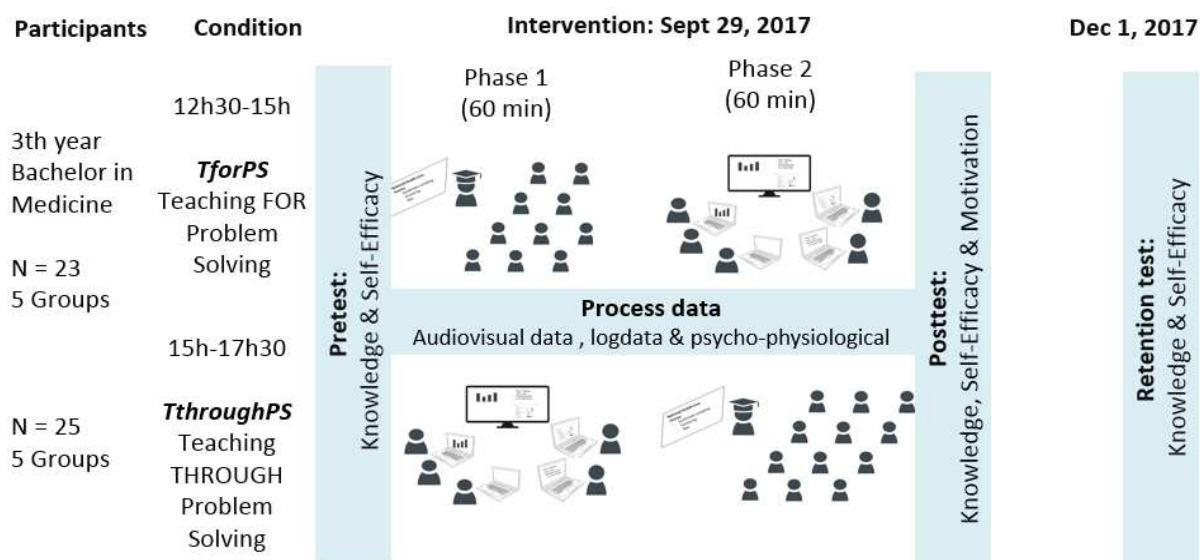 Participants
Condition
Intervention: Sept 29, 2017
Dec 1, 2017
3th year
Bachelor in
Medicine
N = 23
5 Groups
12h30-15h
TforPS
Teaching FOR
Problem
Solving
Pretest:
Knowledge & Self-Efficacy
Phase 1
(60 min)
Phase 2
(60 min)
Process data
Audiovisual data , logdata & psycho-physiological
Posttest:
Knowledge, Self-Efficacy & Motivation
Retention test:
Knowledge & Self-Efficacy
N = 25
5 Groups
15h-17h30
TthroughPS
Teaching
THROUGH
Problem
Solving